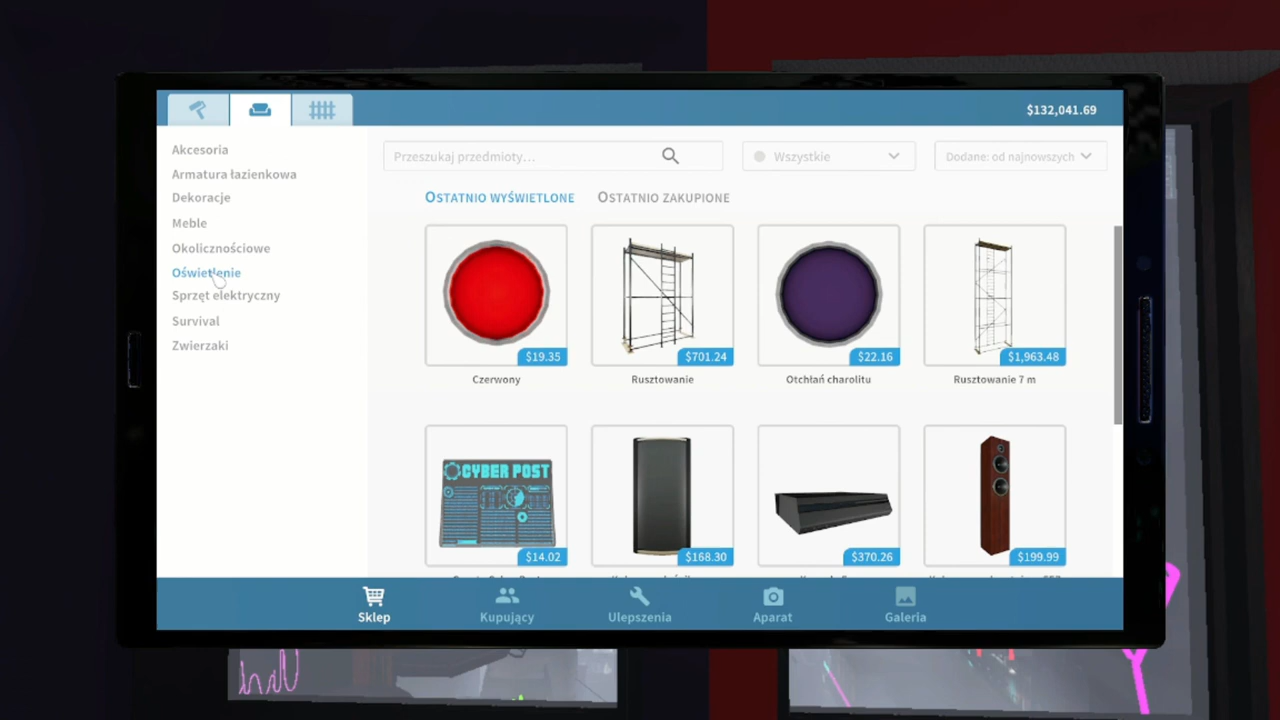 $132,041.69
Akcesoria
Armatura łazienkowa
Dekoracje
Meble
Okolicznościowe
Oświetlenie
Sprzęt elektryczny
Survival
Zwierzaki
Przeszukaj przedmioty…
Wszystkie
Dodane: od najnowszych
OSTATNIO WYŚWIETLONE
OSTATNIO ZAKUPIONE
$19.35
$701.24
$22.16
$1,963.48
Czerwony
Rusztowanie
Otchłań charolitu
Rusztowanie 7 m
CYBER POST
$14.02
$168.30
$370.26
$199.99
Sklep
Kupujący
Ulepszenia
Aparat
Galeria